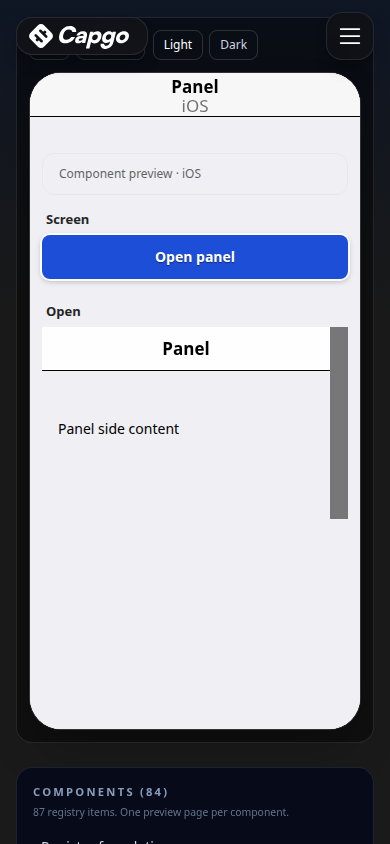 Capgo
Light
Dark
Panel
iOS
Component preview · iOS
Screen
Open panel
Open
Panel
Panel side content
COMPONENTS (84)
87 registry items. One preview page per component.